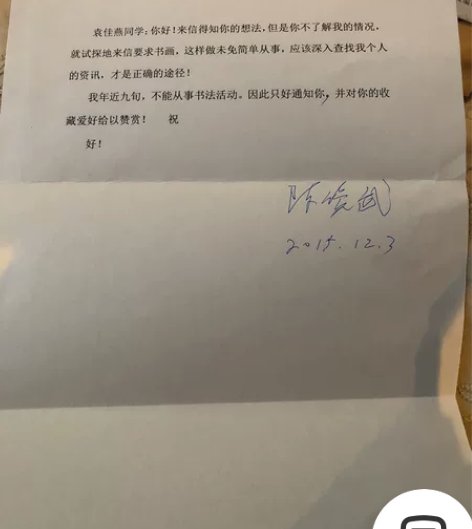 袁佳燕同学：你好！来信得知你的想法，但是你不了解我的情况。
就试探地来信要求书画，这样做未免简单从事，应该深入查找我个人
的资讯，才是正确的途径！
我年近九旬，不能从事书法活动。因此只好通知你，并对你的收
藏爱好给以赞赏！ 祝
好！
2015.12.3